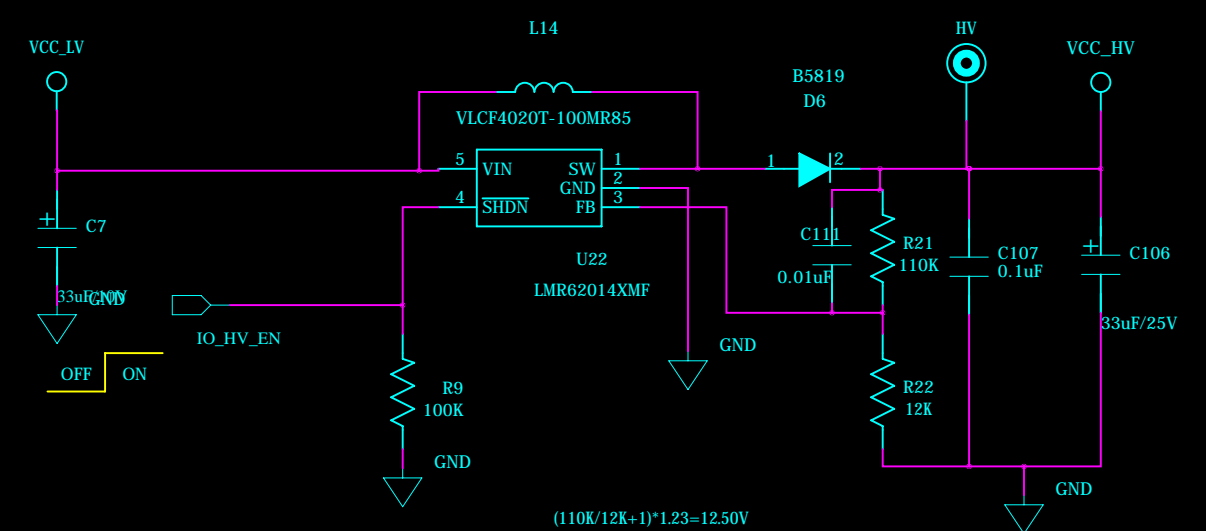 L14
HV
VCC_LV
VCC_HV
B5819
D6
VLCF4020T-100MR85
5 VIN SW 1
GND 2
4 SHDN FB 3
1 2
C7
C111
0.01uF
R21
110K
C107
0.1uF
C106
U22
LMR62014XMF
33uF/10V
GND
IO_HV_EN
33uF/25V
GND
OFF ON
R9
100K
R22
12K
GND
GND
(110K/12K+1)*1.23=12.50V